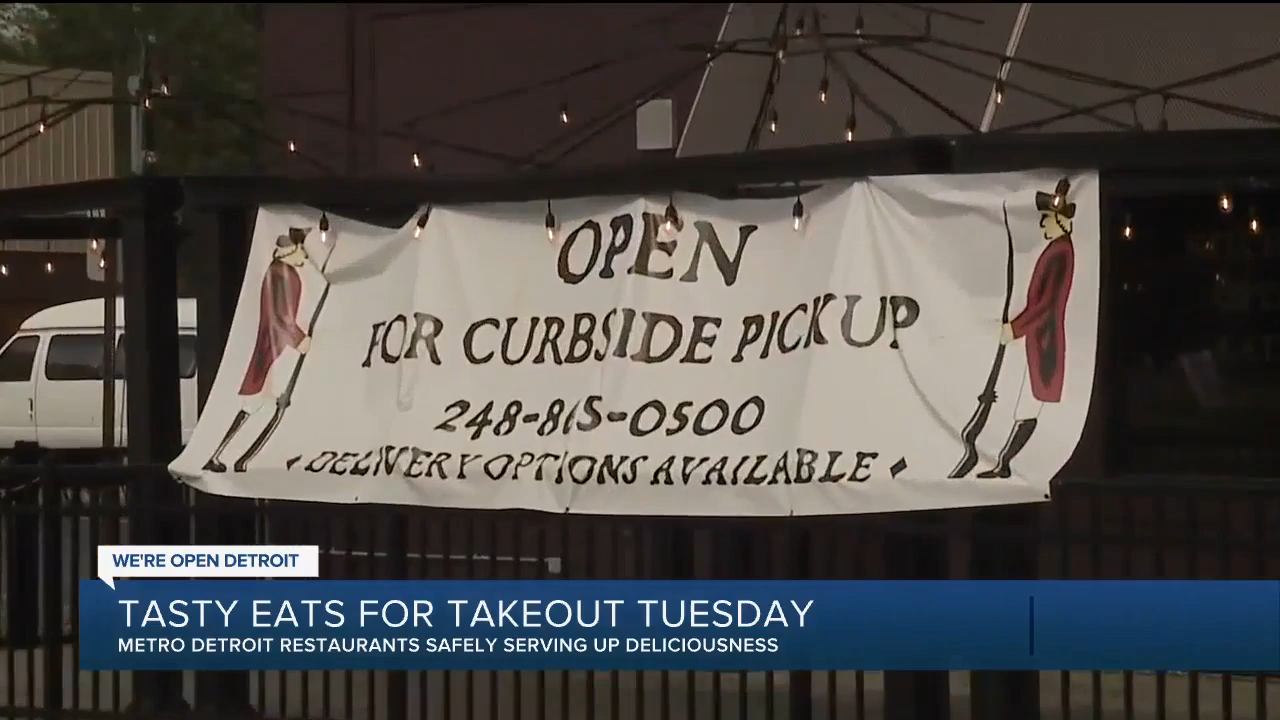 OPEN
FOR CURBSIDE PICK UP
248-865-0500
DELIVERY OPTIONS AVAILABLE
WE'RE OPEN DETROIT
TASTY EATS FOR TAKEOUT TUESDAY
METRO DETROIT RESTAURANTS SAFELY SERVING UP DELICIOUSNESS